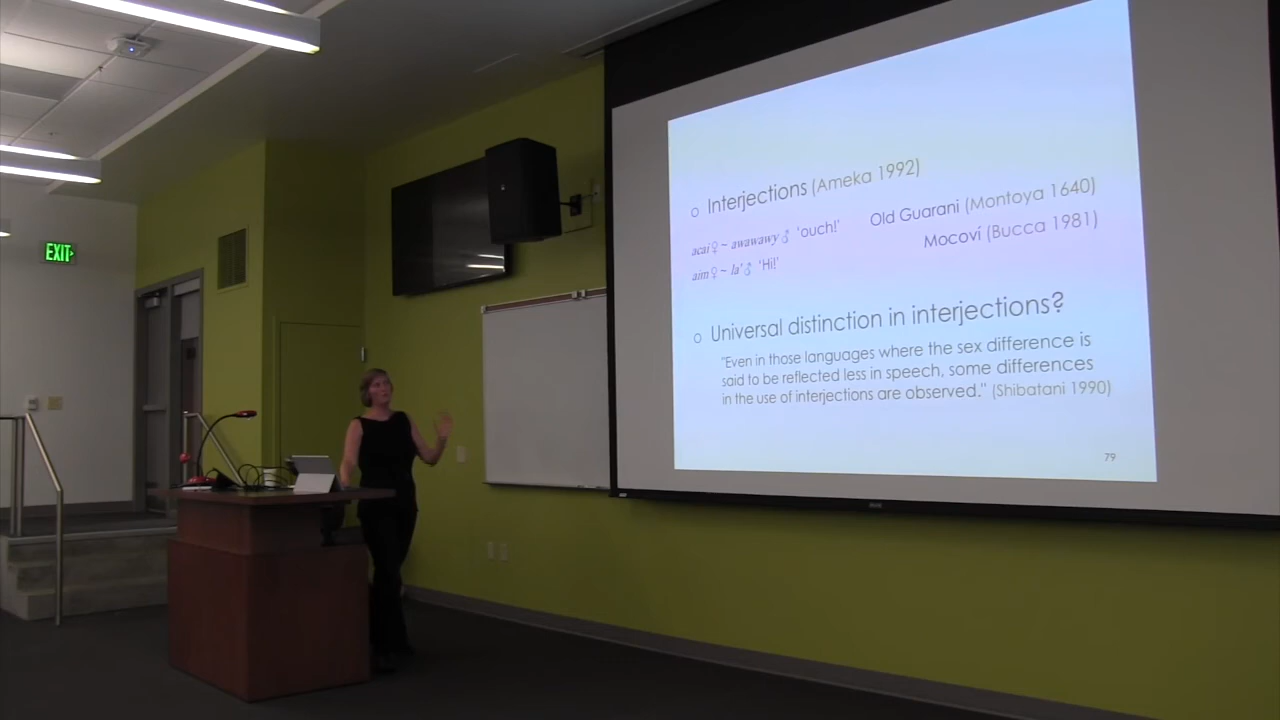 EXIT
○ Interjections (Ameka 1992)
acai♀ ~ awawawy♂ 'ouch!' Old Guarani (Montoya 1640)
aim♀ ~ la'♂ 'Hi!' Mocoví (Bucca 1981)
○ Universal distinction in interjections?
"Even in those languages where the sex difference is
said to be reflected less in speech, some differences
in the use of interjections are observed." (Shibatani 1990)
79